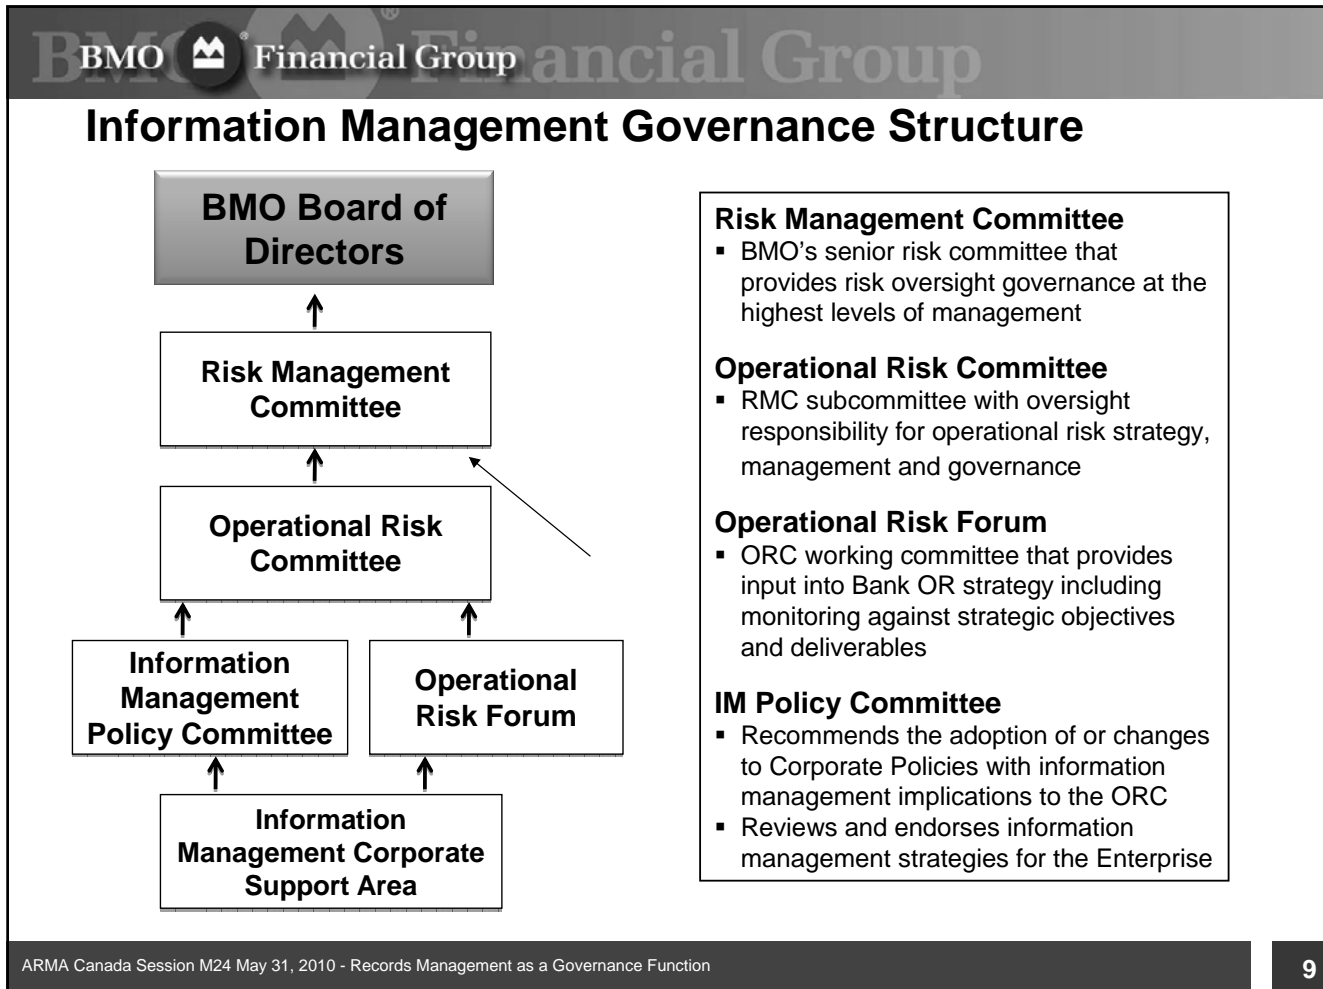 BMO Financial Group
BMO Financial Group
Information Management Governance Structure
BMO Board of
Directors
Risk Management
Committee
Operational Risk
Committee
Information
Management
Policy Committee
Operational
Risk Forum
Information
Management Corporate
Support Area
Risk Management Committee
▪ BMO’s senior risk committee that
provides risk oversight governance at the
highest levels of management
Operational Risk Committee
▪ RMC subcommittee with oversight
responsibility for operational risk strategy,
management and governance
Operational Risk Forum
▪ ORC working committee that provides
input into Bank OR strategy including
monitoring against strategic objectives
and deliverables
IM Policy Committee
▪ Recommends the adoption of or changes
to Corporate Policies with information
management implications to the ORC
▪ Reviews and endorses information
management strategies for the Enterprise
ARMA Canada Session M24 May 31, 2010 - Records Management as a Governance Function
9